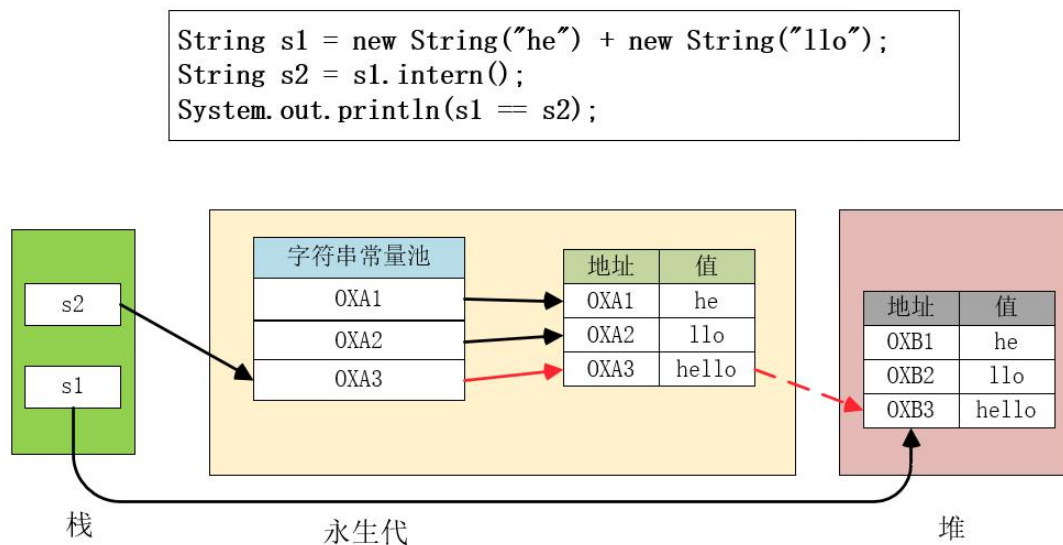 String s1 = new String("he") + new String("llo");
String s2 = s1.intern();
System.out.println(s1 == s2);
s2
s1
栈
字符串常量池
OXA1
OXA2
OXA3
地址 值
OXA1 he
OXA2 llo
OXA3 hello
永生代
地址 值
OXB1 he
OXB2 llo
OXB3 hello
堆